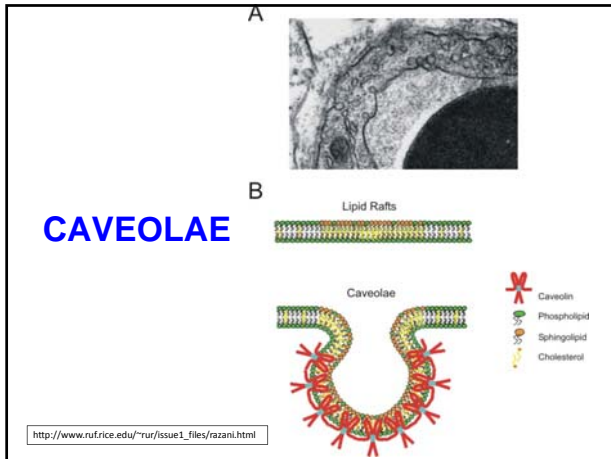 A
B
Lipid Rafts
CAVEOLAE
Caveolae
Caveolin
Phospholipid
Sphingolipid
Cholesterol
http://www.ruf.rice.edu/~rur/issue1_files/razani.html